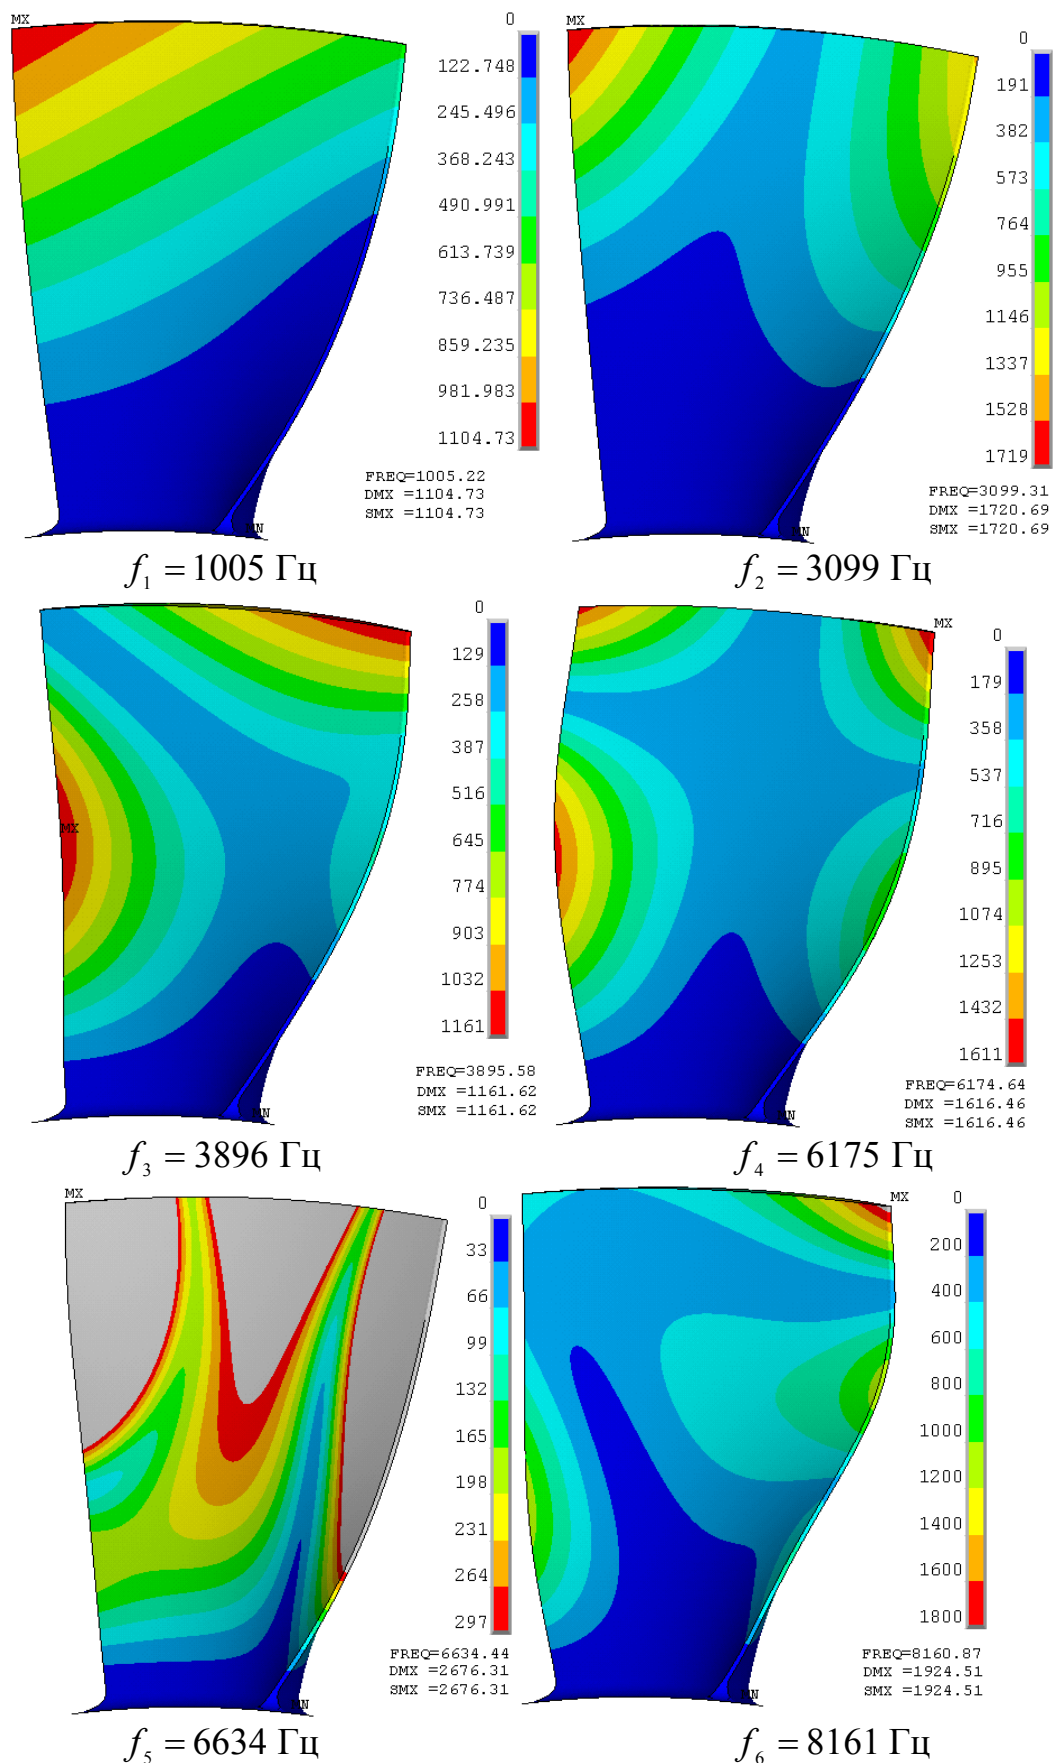 MX
0
122.748
245.496
368.243
490.991
613.739
736.487
859.235
981.983
1104.73
FREQ=1005.22
DMX =1104.73
SMX =1104.73
MN
f₁ = 1005 Гц
MX
0
191
382
573
764
955
1146
1337
1528
1719
FREQ=3099.31
DMX =1720.69
SMX =1720.69
MN
f₂ = 3099 Гц
0
129
258
387
516
645
774
903
1032
1161
MX
FREQ=3895.58
DMX =1161.62
SMX =1161.62
MN
f₃ = 3896 Гц
MX
0
179
358
537
716
895
1074
1253
1432
1611
FREQ=6174.64
DMX =1616.46
SMX =1616.46
MN
f₄ = 6175 Гц
MX
0
33
66
99
132
165
198
231
264
297
FREQ=6634.44
DMX =2676.31
SMX =2676.31
MN
f₅ = 6634 Гц
MX
0
200
400
600
800
1000
1200
1400
1600
1800
FREQ=8160.87
DMX =1924.51
SMX =1924.51
MN
f₆ = 8161 Гц